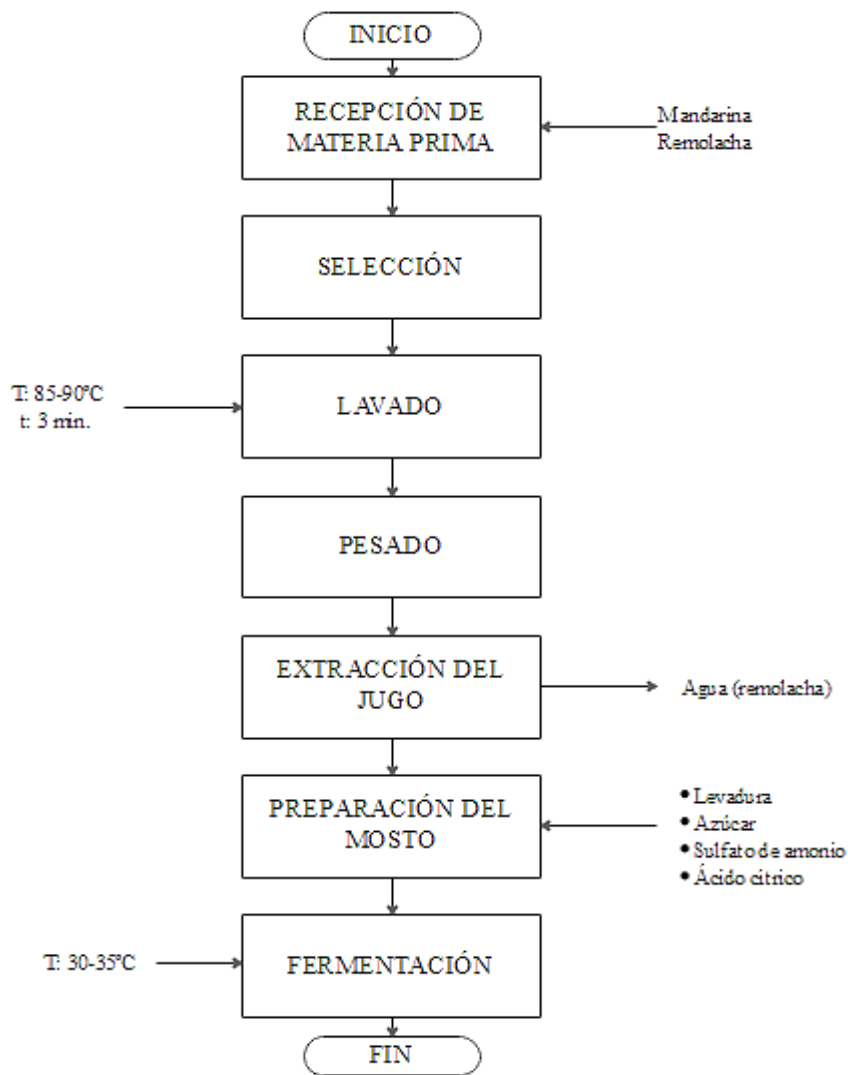 INICIO
RECEPCIÓN DE
MATERIA PRIMA
Mandarina
Remolacha
SELECCIÓN
T: 85-90ºC
t: 3 min.
LAVADO
PESADO
EXTRACCIÓN DEL
JUGO
Agua (remolacha)
PREPARACIÓN DEL
MOSTO
• Levadura
• Azúcar
• Sulfato de amonio
• Ácido citrico
T: 30-35ºC
FERMENTACIÓN
FIN